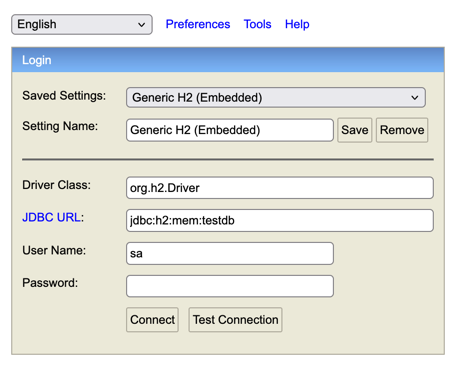 English Preferences Tools Help
Login
Saved Settings: Generic H2 (Embedded)
Setting Name: Generic H2 (Embedded) Save Remove
Driver Class: org.h2.Driver
JDBC URL: jdbc:h2:mem:testdb
User Name: sa
Password:
Connect Test Connection